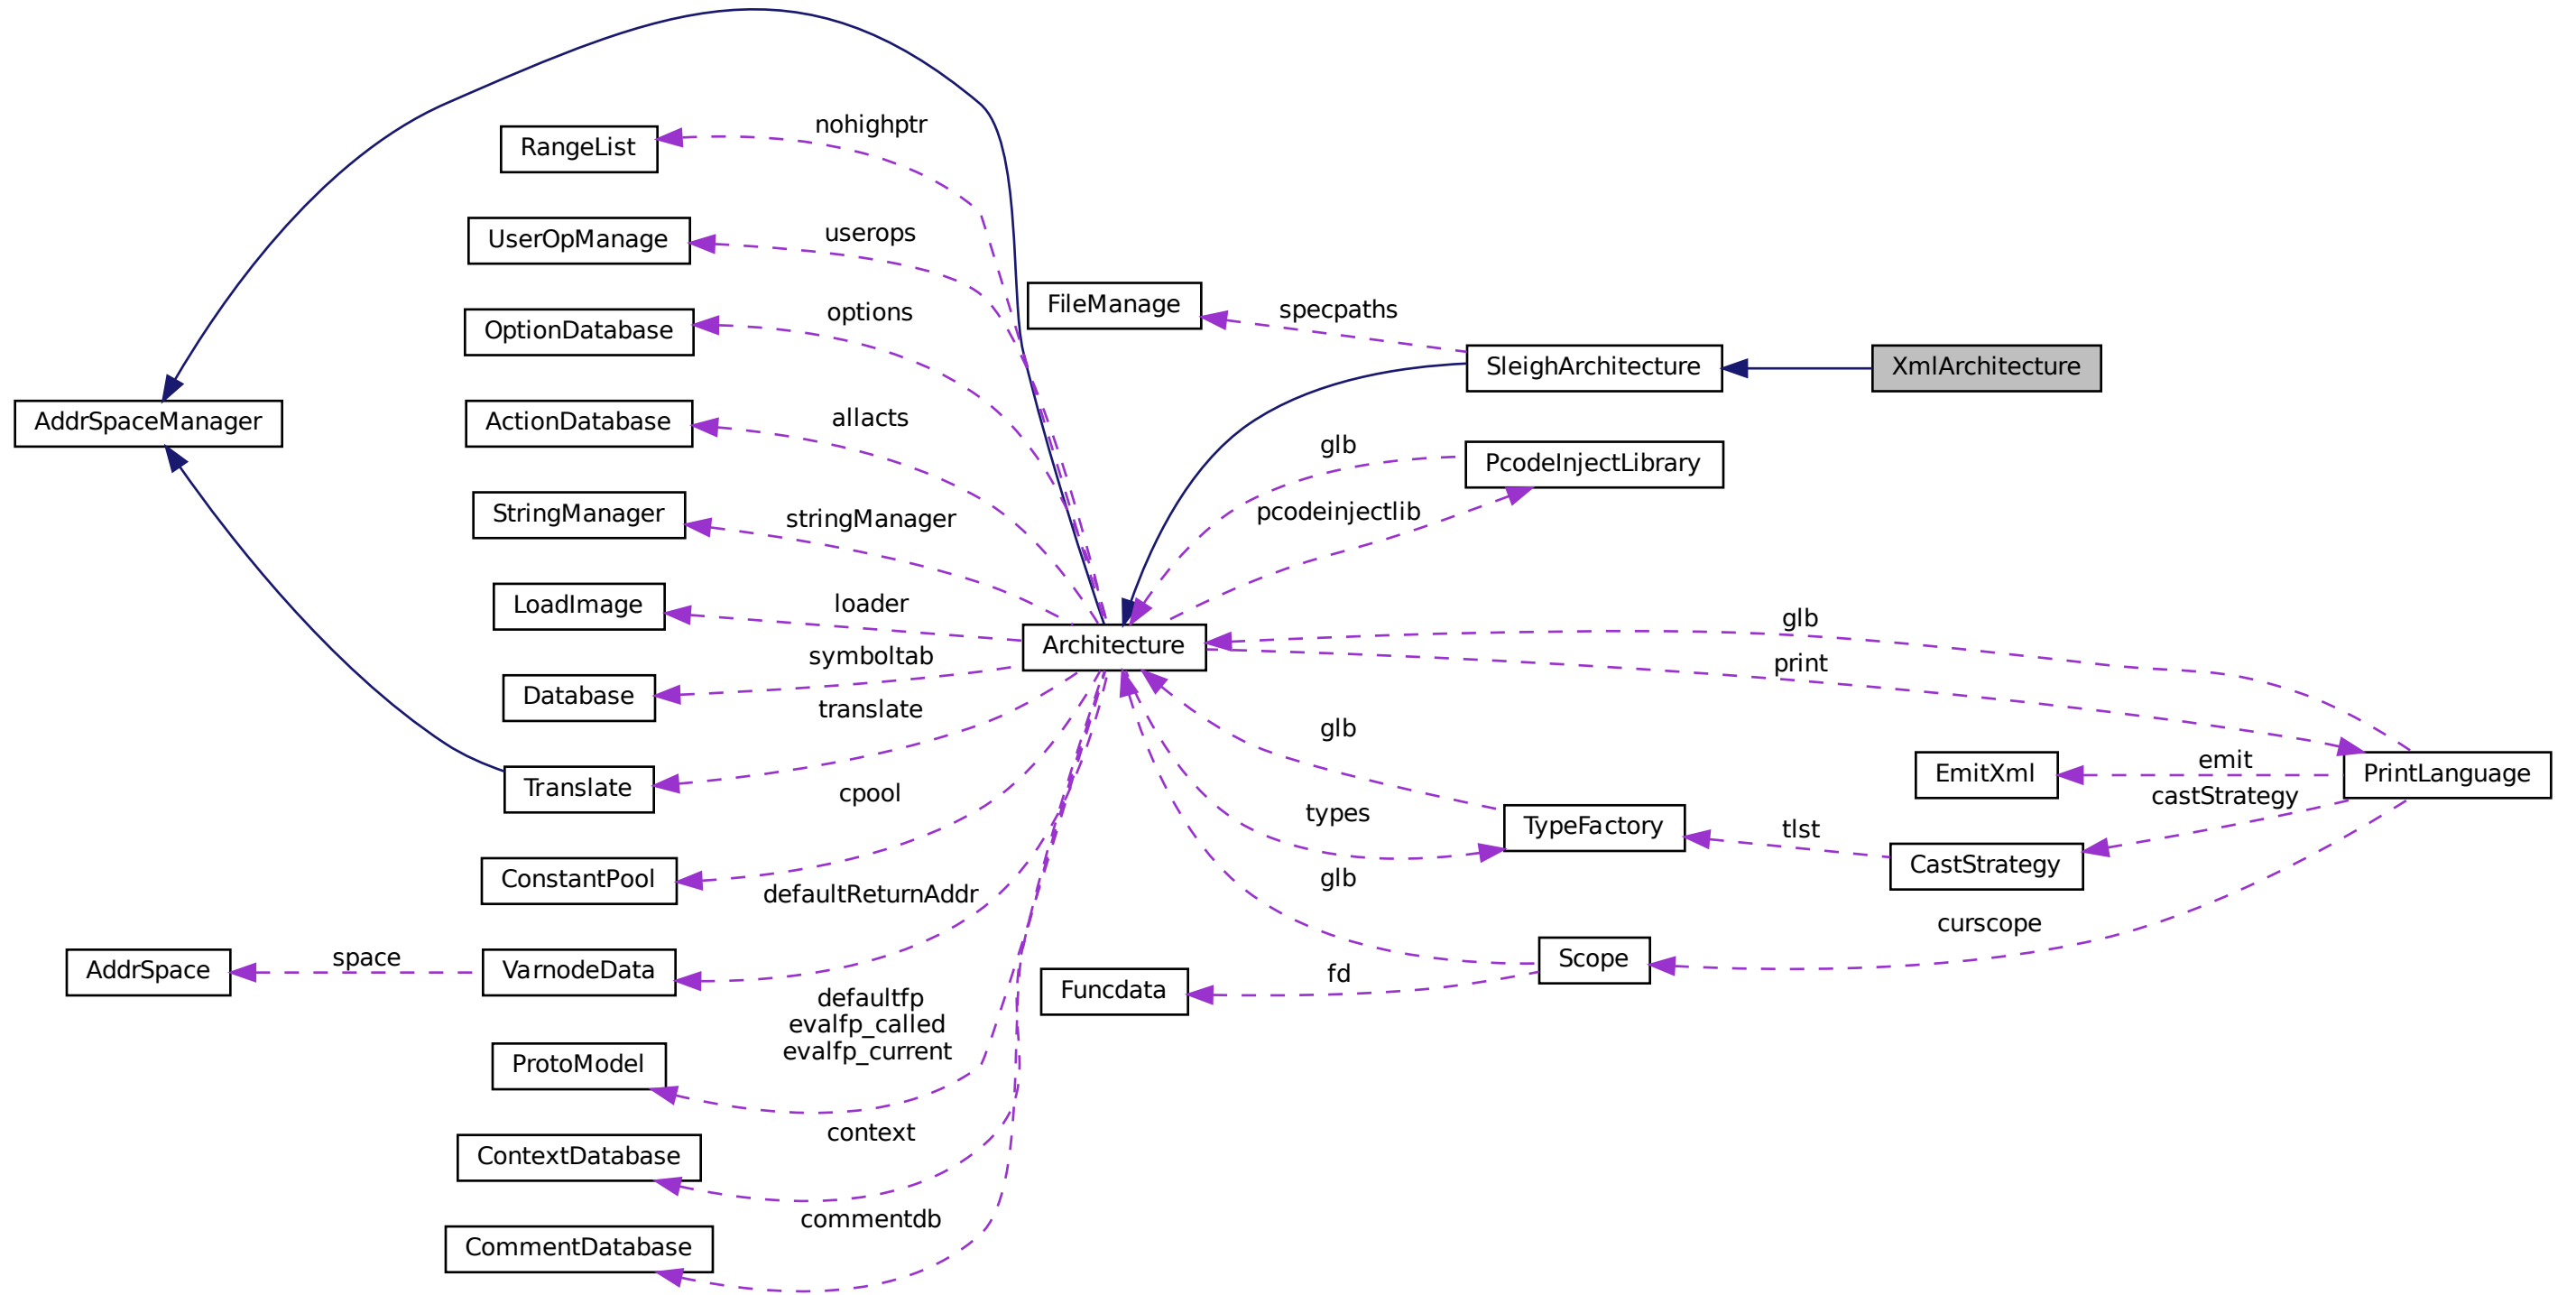 nohighptr
RangeList
userops
UserOpManage
FileManage
specpaths
options
OptionDatabase
SleighArchitecture
XmlArchitecture
allacts
ActionDatabase
AddrSpaceManager
glb
PcodeInjectLibrary
stringManager
StringManager
pcodeinjectlib
loader
LoadImage
glb
Architecture
symboltab
print
Database
translate
glb
emit
EmitXml
PrintLanguage
Translate
cpool
castStrategy
types
TypeFactory
tlst
CastStrategy
ConstantPool
defaultReturnAddr
glb
curscope
AddrSpace
space
VarnodeData
Scope
fd
Funcdata
defaultfp
evalfp_called
evalfp_current
ProtoModel
context
ContextDatabase
commentdb
CommentDatabase